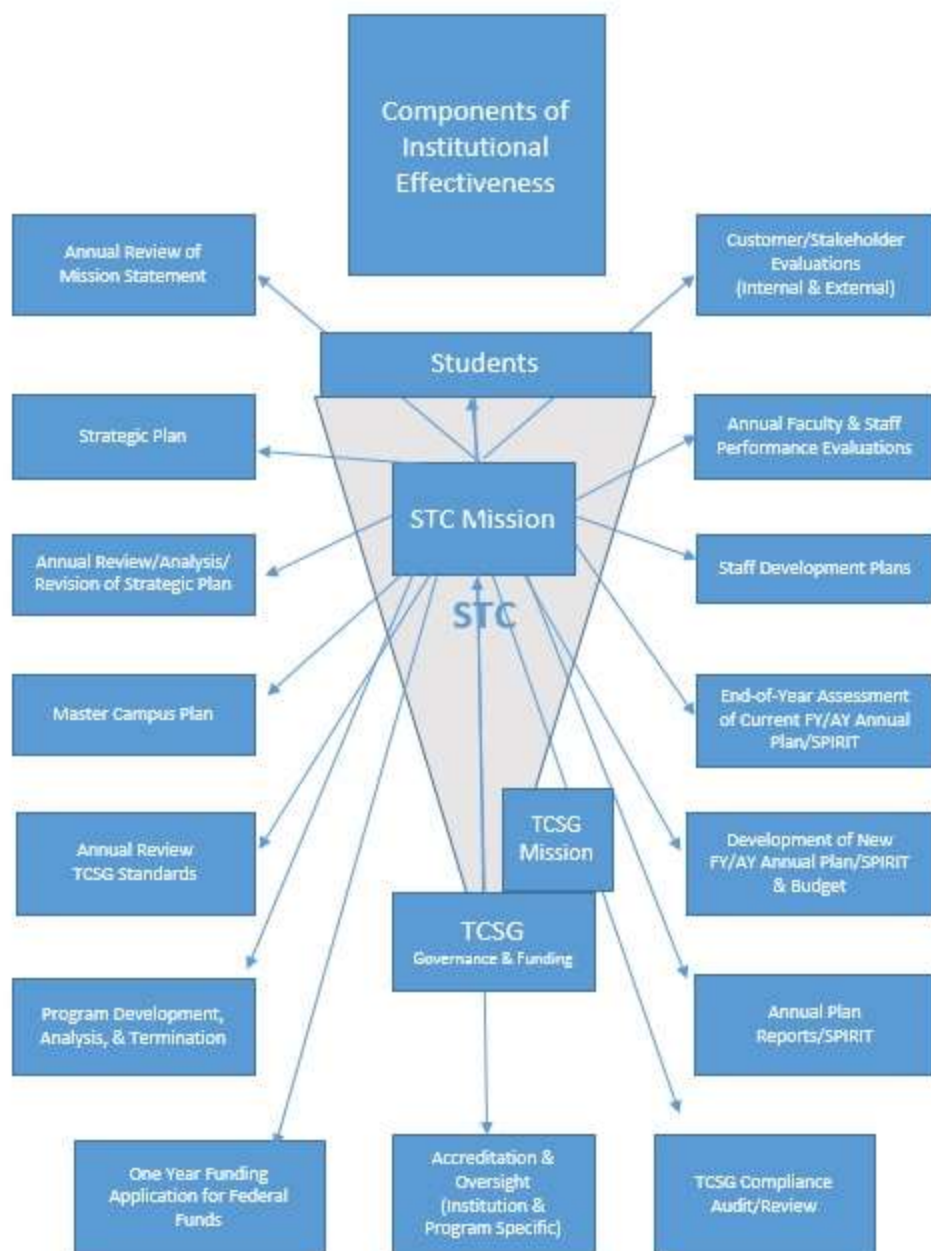 Components of
Institutional
Effectiveness
Annual Review of
Mission Statement
Customer/Stakeholder
Evaluations
(Internal & External)
Students
Strategic Plan
Annual Faculty & Staff
Performance Evaluations
STC Mission
Annual Review/Analysis/
Revision of Strategic Plan
Staff Development Plans
STC
Master Campus Plan
End-of-Year Assessment
of Current FY/AY Annual
Plan/SPIRIT
TCSG
Mission
Annual Review
TCSG Standards
Development of New
FY/AY Annual Plan/SPIRIT
& Budget
TCSG
Governance & Funding
Program Development,
Analysis, & Termination
Annual Plan
Reports/SPIRIT
One Year Funding
Application for Federal
Funds
Accreditation &
Oversight
(Institution &
Program Specific)
TCSG Compliance
Audit/Review